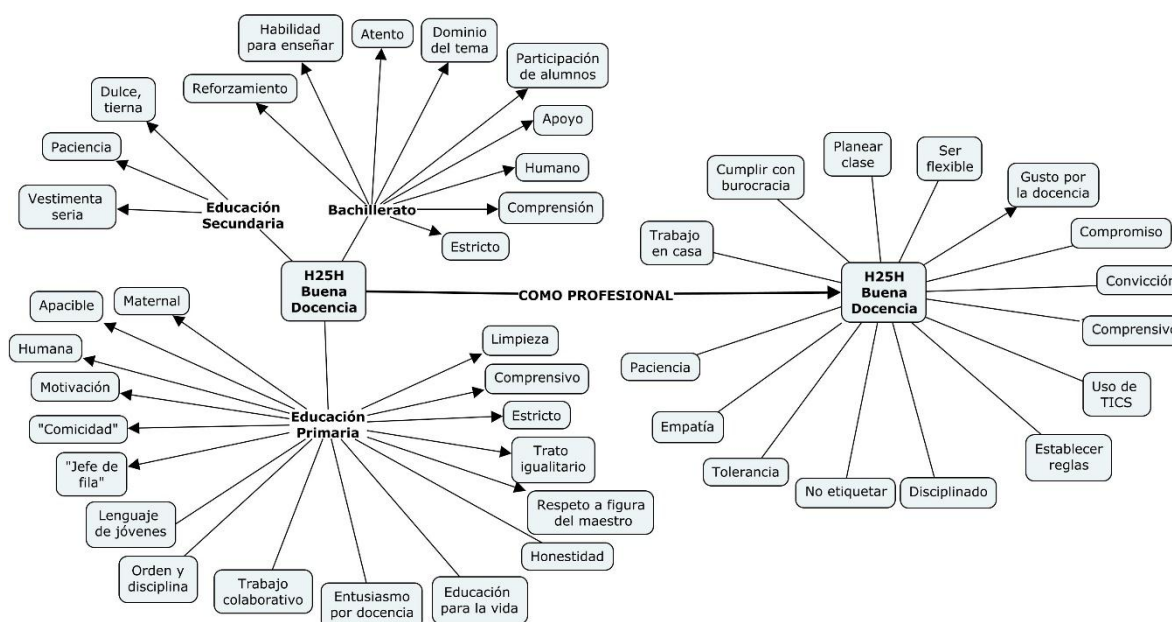 Habilidad
para enseñar
Atento
Dominio
del tema
Participación
de alumnos
Reforzamiento
Apoyo
Humano
Comprensión
Estricto
Bachillerato
Dulce,
tierna
Paciencia
Vestimenta
seria
Educación
Secundaria
H25H
Buena
Docencia
COMO PROFESIONAL
Maternal
Apacible
Humana
Motivación
"Comicidad"
"Jefe de
fila"
Lenguaje
de jóvenes
Orden y
disciplina
Trabajo
colaborativo
Entusiasmo
por docencia
Educación
para la vida
Honestidad
Respeto a figura
del maestro
Trato
igualitario
Estricto
Comprensivo
Limpieza
Educación
Primaria
Trabajo
en casa
Cumplir con
burocracia
Planear
clase
Ser
flexible
Gusto por
la docencia
Compromiso
Convicción
Comprensivo
Uso de
TICS
Establecer
reglas
Disciplinado
No etiquetar
Tolerancia
Empatía
Paciencia
H25H
Buena
Docencia